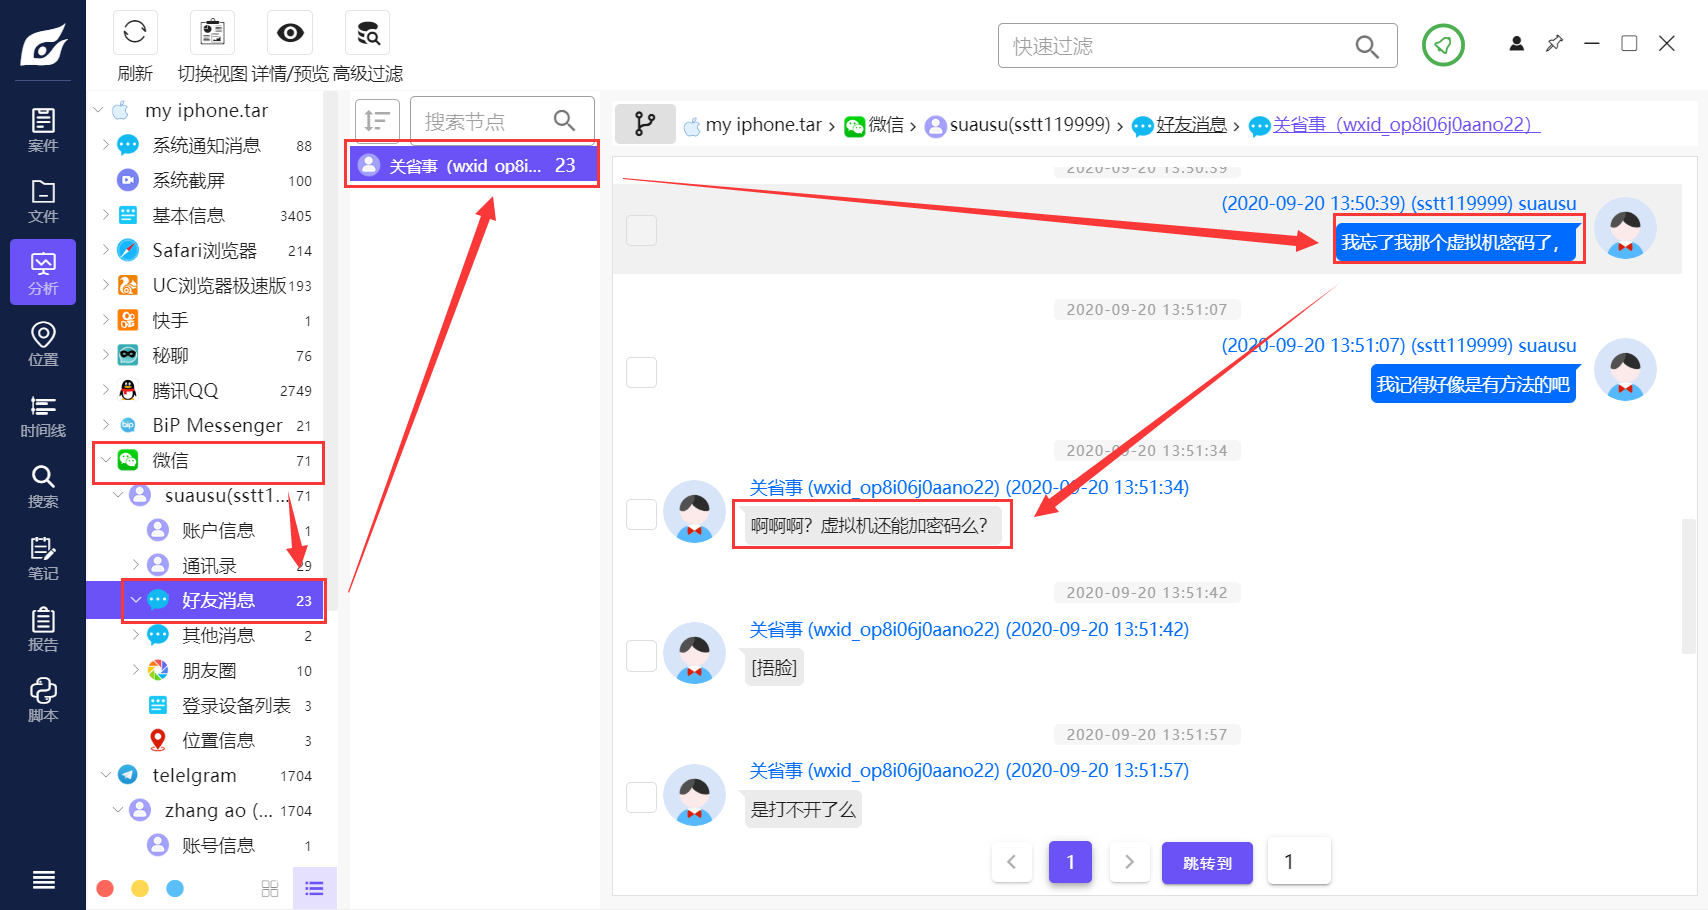 刷新
切换视图
详情/预览
高级过滤
快速过滤
案件
文件
分析
位置
时间线
搜索
笔记
报告
脚本
my iphone.tar
系统通知消息 88
系统截屏 100
基本信息 3405
Safari浏览器 214
UC浏览器极速版 193
快手 1
秘聊 76
腾讯QQ 2749
BiP Messenger 21
微信 71
suausu(sstt1... 71
账户信息 1
通讯录 29
好友消息 23
其他消息 2
朋友圈 10
登录设备列表 3
位置信息 3
telelgram 1704
zhang ao (... 1704
账号信息 1
搜索节点
关省事（wxid_op8i... 23
my iphone.tar › 微信 › suausu(sstt119999) › 好友消息 › 关省事（wxid_op8i06j0aano22）
2020-09-20 13:50:39
(2020-09-20 13:50:39) (sstt119999) suausu
我忘了我那个虚拟机密码了，
2020-09-20 13:51:07
(2020-09-20 13:51:07) (sstt119999) suausu
我记得好像是有方法的吧
2020-09-20 13:51:34
关省事 (wxid_op8i06j0aano22) (2020-09-20 13:51:34)
啊啊啊？虚拟机还能加密码么？
2020-09-20 13:51:42
关省事 (wxid_op8i06j0aano22) (2020-09-20 13:51:42)
[捂脸]
2020-09-20 13:51:57
关省事 (wxid_op8i06j0aano22) (2020-09-20 13:51:57)
是打不开了么
1
跳转到
1